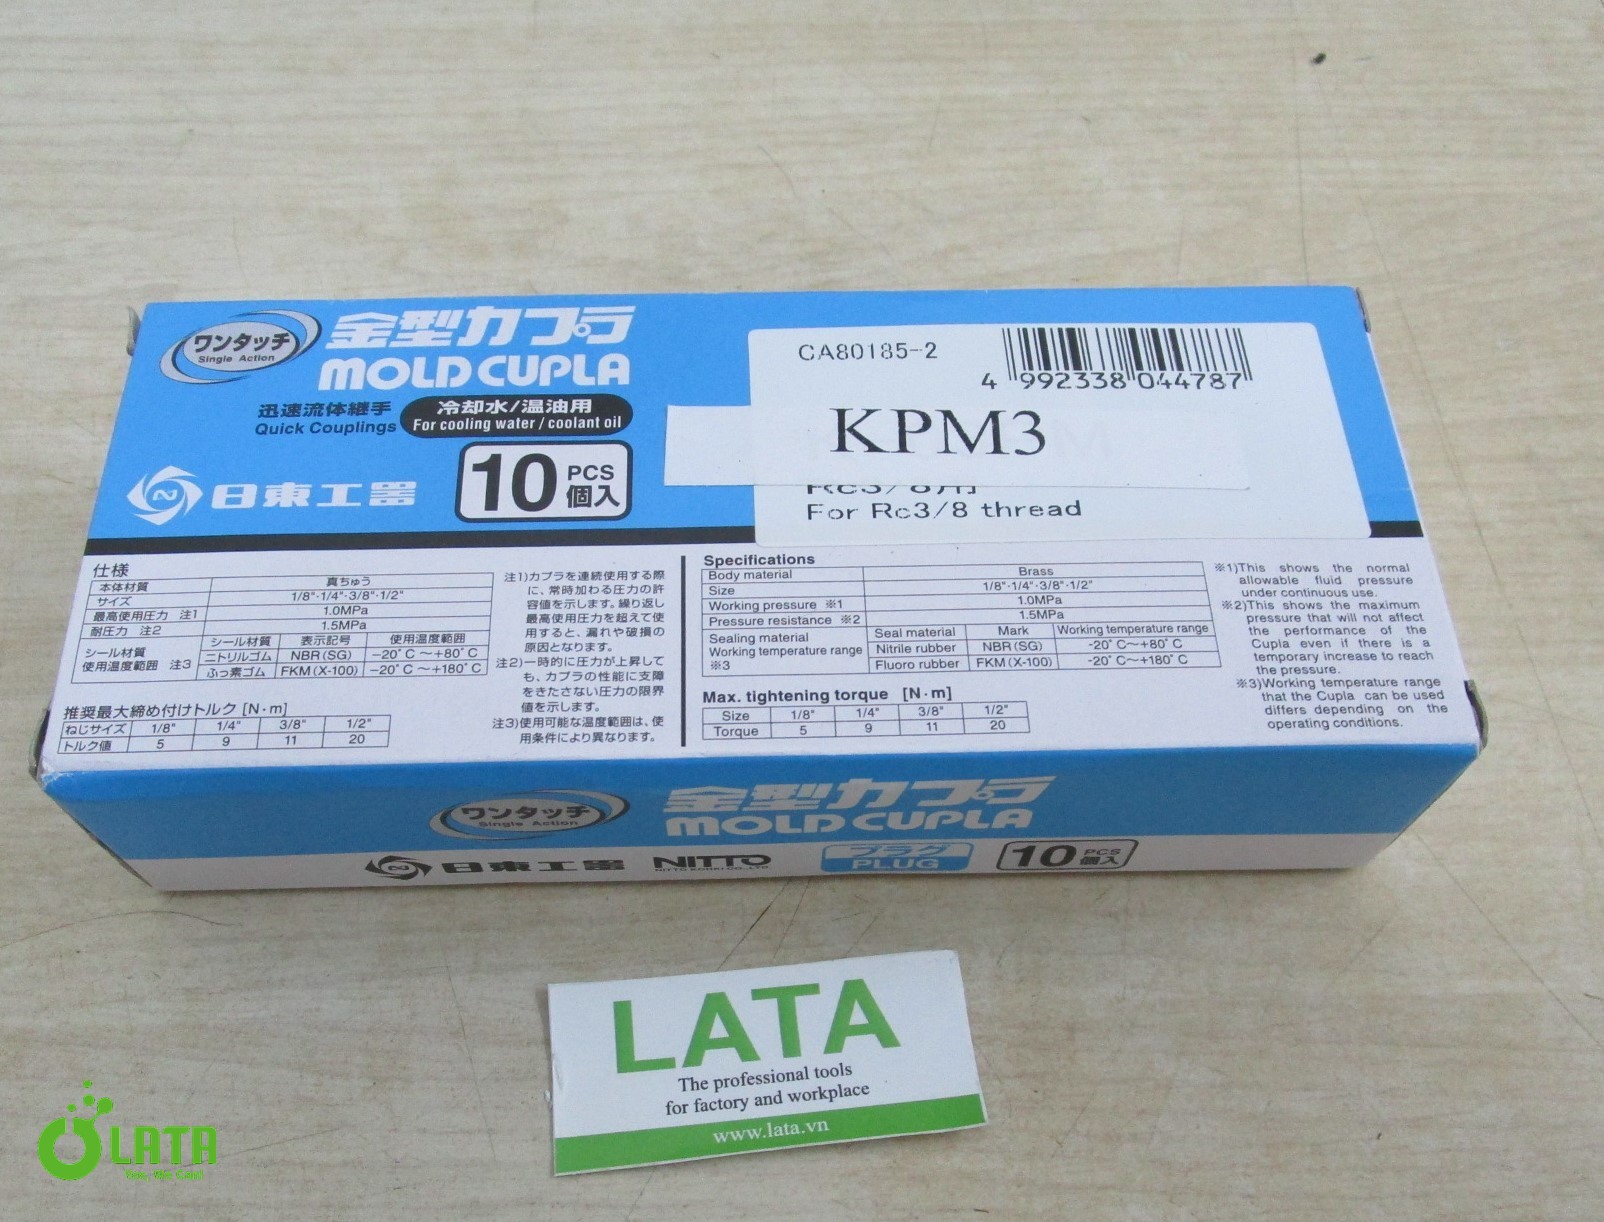 ワンタッチ
Single Action
金型カプラ
MOLD CUPLA
迅速流体継手
Quick Couplings
冷却水/温油用
For cooling water / coolant oil
日東工器
10 PCS
個入
CA80185-2
4 992338 044787
KPM3
For Rc3/8 thread
仕様
本体材質 真ちゅう
サイズ 1/8"·1/4"·3/8"·1/2"
最高使用圧力 注1 1.0MPa
耐圧力 注2 1.5MPa
シール材質
使用温度範囲 注3
シール材質 表示記号 使用温度範囲
ニトリルゴム NBR(SG) -20°C~+80°C
ふっ素ゴム FKM(X-100) -20°C~+180°C
推奨最大締め付けトルク [N·m]
ねじサイズ 1/8" 1/4" 3/8" 1/2"
トルク値 5 9 11 20
注1)カプラを連続使用する際
に、常時加わる圧力の許
容値を示します。繰り返し
最高使用圧力を超えて使
用すると、漏れや破損の
原因となります。
注2)一時的に圧力が上昇して
も、カプラの性能に支障
をきたさない圧力の限界
値を示します。
注3)使用可能な温度範囲は、使
用条件により異なります。
Specifications
Body material Brass
Size 1/8"·1/4"·3/8"·1/2"
Working pressure ※1 1.0MPa
Pressure resistance ※2 1.5MPa
Sealing material
Working temperature range
※3
Seal material Mark Working temperature range
Nitrile rubber NBR (SG) -20°C~+80°C
Fluoro rubber FKM (X-100) -20°C~+180°C
Max. tightening torque [N·m]
Size 1/8" 1/4" 3/8" 1/2"
Torque 5 9 11 20
※1)This shows the normal
allowable fluid pressure
under continuous use.
※2)This shows the maximum
pressure that will not affect
the performance of the
Cupla even if there is a
temporary increase to reach
the pressure.
※3)Working temperature range
that the Cupla can be used
differs depending on the
operating conditions.
ワンタッチ
Single Action
金型カプラ
MOLD CUPLA
日東工器
NITTO
NITTO KOHKI CO.,LTD
プラグ
PLUG
10 PCS
個入
LATA
The professional tools
for factory and workplace
www.lata.vn
LATA